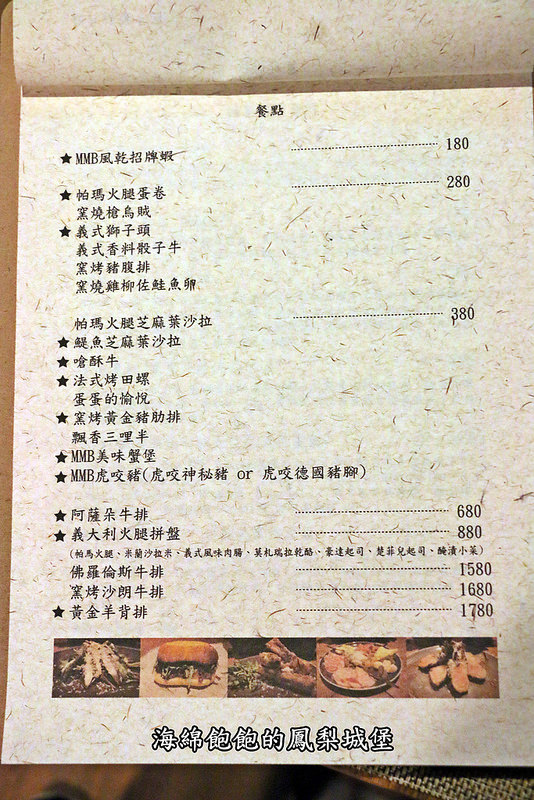 餐點
★MMB風乾招牌蝦 180
★帕瑪火腿蛋卷 280
窯燒槍烏賊
★義式獅子頭
義式香料骰子牛
窯烤豬腹排
窯燒雞柳佐鮭魚卵
帕瑪火腿芝麻葉沙拉 380
★鯷魚芝麻葉沙拉
★嗆酥牛
★法式烤田螺
蛋蛋的愉悅
★窯烤黃金豬肋排
飄香三哩半
★MMB美味蟹堡
★MMB虎咬豬(虎咬神秘豬 or 虎咬德國豬腳)
★阿薩朵牛排 680
★義大利火腿拼盤 880
(帕馬火腿、米蘭沙拉米、義式風味肉腸、莫札瑞拉乾酪、豪達起司、楚菲兒起司、醃漬小菜)
佛羅倫斯牛排 1580
窯烤沙朗牛排 1680
★黃金羊背排 1780
海綿飽飽的鳳梨城堡